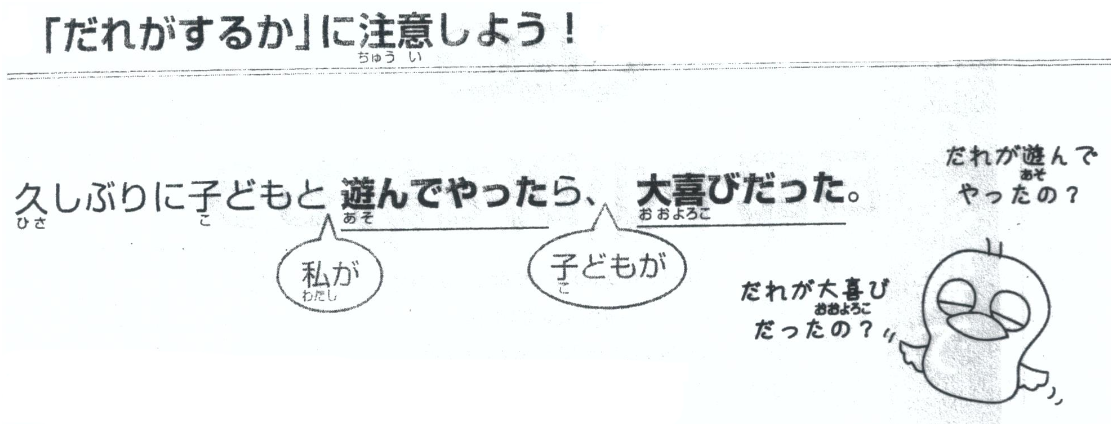 「だれがするか」に注意しよう！
ちゅう い
久しぶりに子どもと 遊んでやったら、 大喜びだった。
ひさ こ あそ おおよろこ
私が
わたし
子どもが
こ
だれが遊んで
あそ
やったの？
だれが大喜び
おおよろこ
だったの？